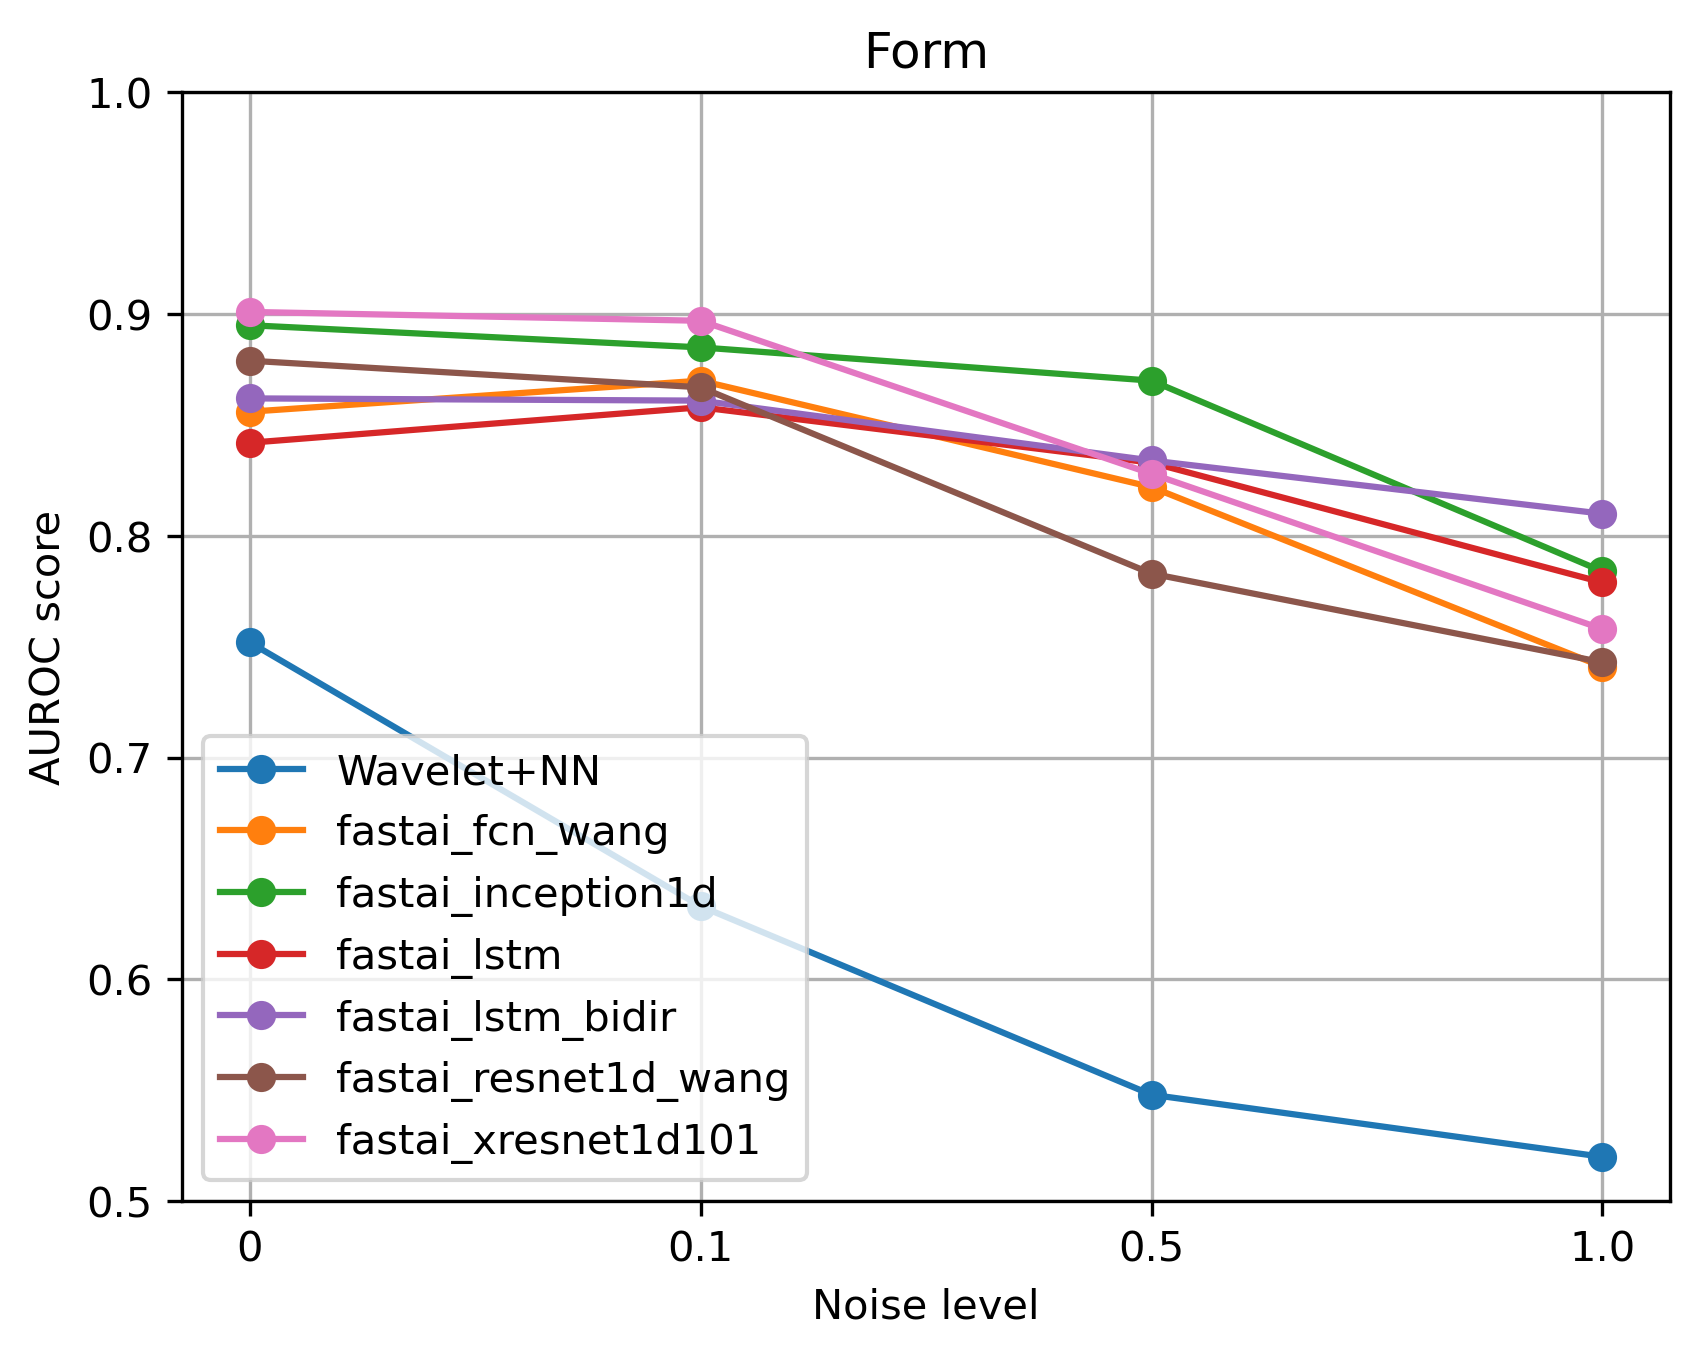 Form
1.0
0.9
0.8
0.7
0.6
0.5
AUROC score
Wavelet+NN
fastai_fcn_wang
fastai_inception1d
fastai_lstm
fastai_lstm_bidir
fastai_resnet1d_wang
fastai_xresnet1d101
0 0.1 0.5 1.0
Noise level